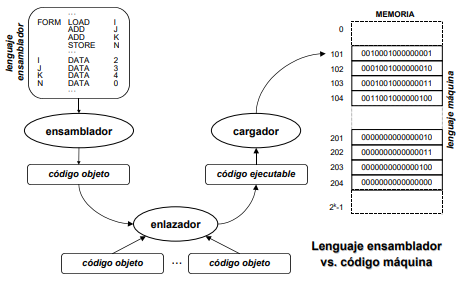 lenguaje
ensamblador
...
FORM LOAD I
ADD J
ADD K
STORE N
...
I DATA 2
J DATA 3
K DATA 4
N DATA 0
...
ensamblador
código objeto
enlazador
código objeto ... código objeto
cargador
código ejecutable
MEMORIA
0
101 0010001000000001
102 0001001000000010
103 0001001000000011
104 0011001000000100
201 0000000000000010
202 0000000000000011
203 0000000000000100
204 0000000000000000
2ᵏ-1
lenguaje máquina
Lenguaje ensamblador
vs. código máquina